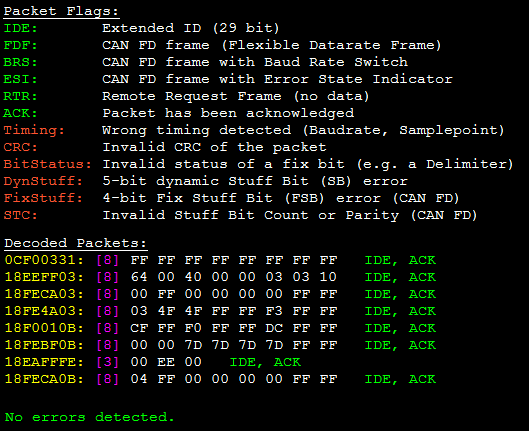 Packet Flags:
IDE: Extended ID (29 bit)
FDF: CAN FD frame (Flexible Datarate Frame)
BRS: CAN FD frame with Baud Rate Switch
ESI: CAN FD frame with Error State Indicator
RTR: Remote Request Frame (no data)
ACK: Packet has been acknowledged
Timing: Wrong timing detected (Baudrate, Samplepoint)
CRC: Invalid CRC of the packet
BitStatus: Invalid status of a fix bit (e.g. a Delimiter)
DynStuff: 5-bit dynamic Stuff Bit (SB) error
FixStuff: 4-bit Fix Stuff Bit (FSB) error (CAN FD)
STC: Invalid Stuff Bit Count or Parity (CAN FD)
Decoded Packets:
0CF00331: [8] FF FF FF FF FF FF FF FF IDE, ACK
18EEFF03: [8] 64 00 40 00 00 03 03 10 IDE, ACK
18FECA03: [8] 00 FF 00 00 00 00 FF FF IDE, ACK
18FE4A03: [8] 03 4F 4F FF FF F3 FF FF IDE, ACK
18F0010B: [8] CF FF F0 FF FF DC FF FF IDE, ACK
18FEBF0B: [8] 00 00 7D 7D 7D 7D FF FF IDE, ACK
18EAFFFE: [3] 00 EE 00 IDE, ACK
18FECA0B: [8] 04 FF 00 00 00 00 FF FF IDE, ACK
No errors detected.